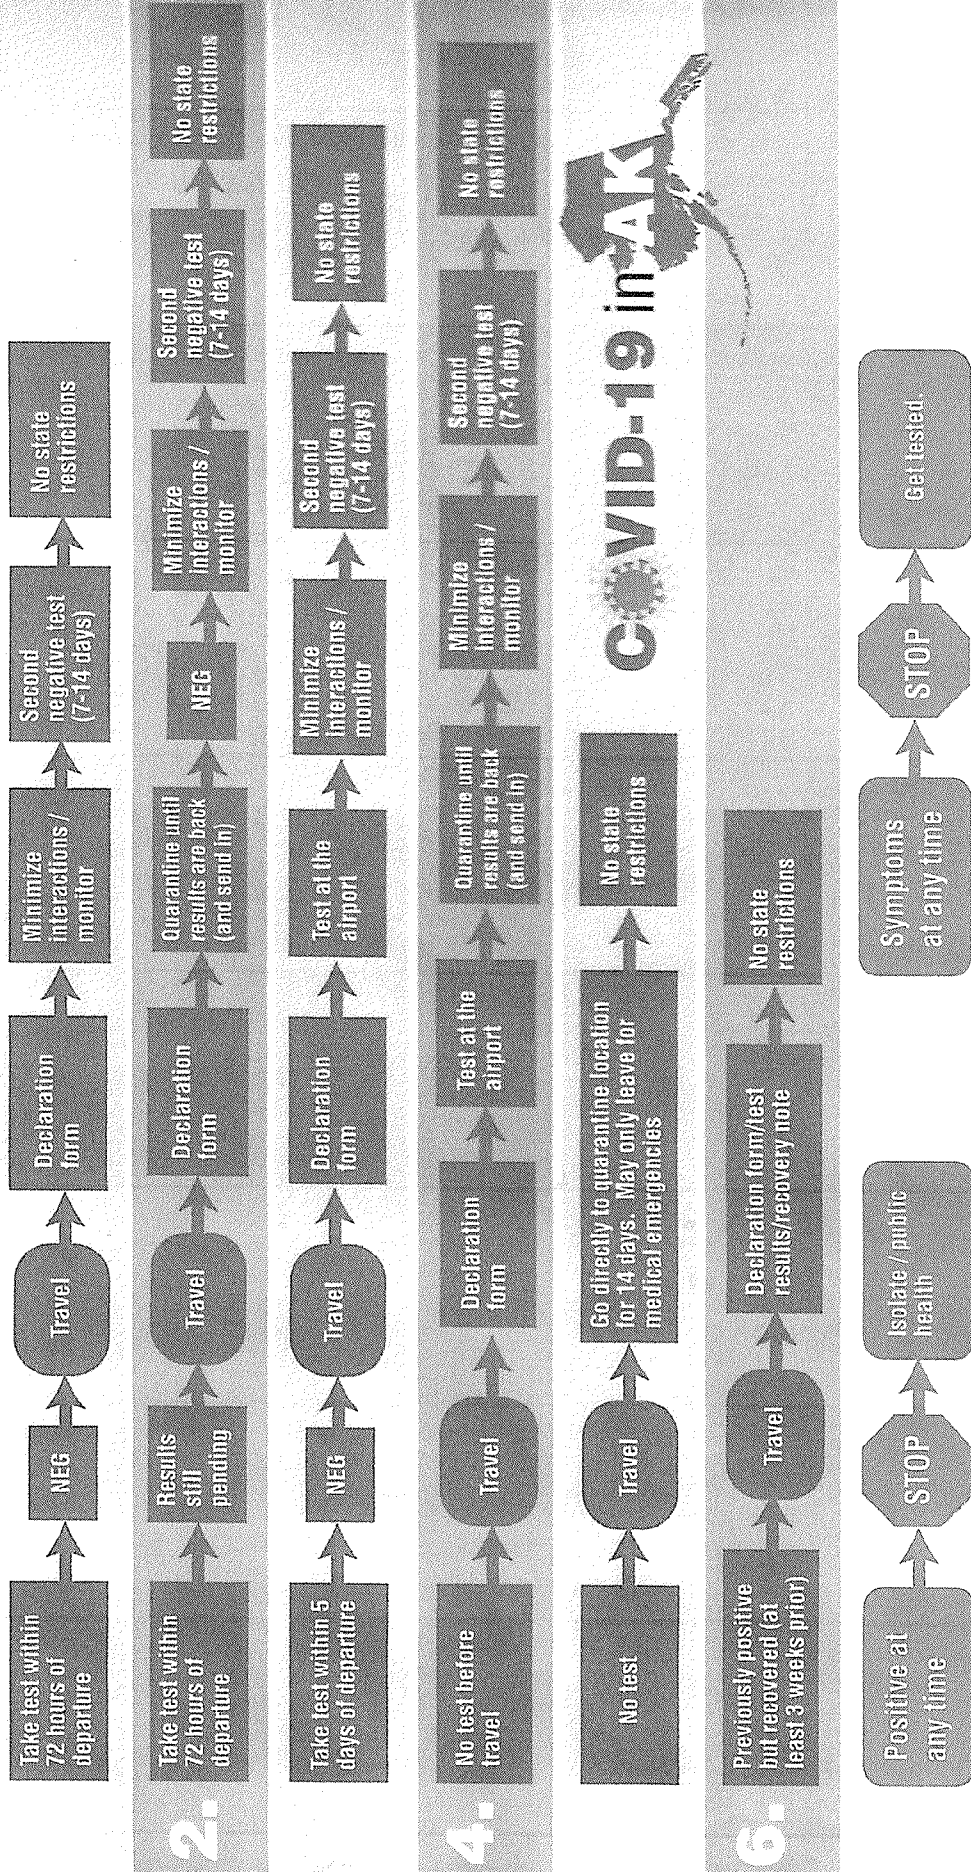 Take test within
72 hours of
departure
NEG
Travel
Declaration
form
Minimize
interactions /
monitor
Second
negative test
(7-14 days)
No state
restrictions
2.
Take test within
72 hours of
departure
Results
still
pending
Travel
Declaration
form
Quarantine until
results are back
(and send in)
NEG
Minimize
interactions /
monitor
Second
negative test
(7-14 days)
No state
restrictions
Take test within 5
days of departure
NEG
Travel
Declaration
form
Test at the
airport
Minimize
interactions /
monitor
Second
negative test
(7-14 days)
No state
restrictions
4.
No test before
travel
Travel
Declaration
form
Test at the
airport
Quarantine until
results are back
(and send in)
Minimize
interactions /
monitor
Second
negative test
(7-14 days)
No state
restrictions
No test
Travel
Go directly to quarantine location
for 14 days. May only leave for
medical emergencies
No state
restrictions
COVID-19 in AK
6.
Previously positive
but recovered (at
least 3 weeks prior)
Travel
Declaration form/test
results/recovery note
No state
restrictions
Positive at
any time
STOP
Isolate / public
health
Symptoms
at any time
STOP
Get tested.